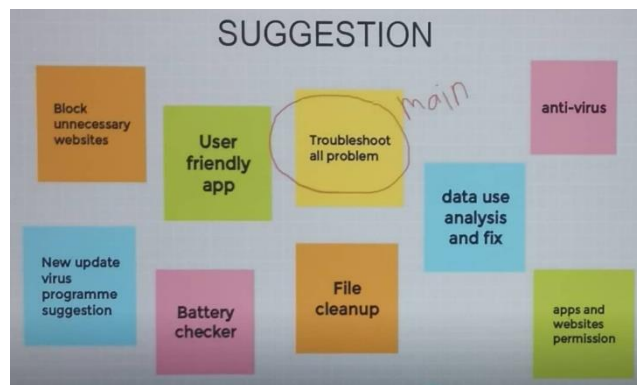 SUGGESTION
Block
unnecessary
websites
User
friendly
app
Troubleshoot
all problem
main
anti-virus
data use
analysis
and fix
New update
virus
programme
suggestion
Battery
checker
File
cleanup
apps and
websites
permission